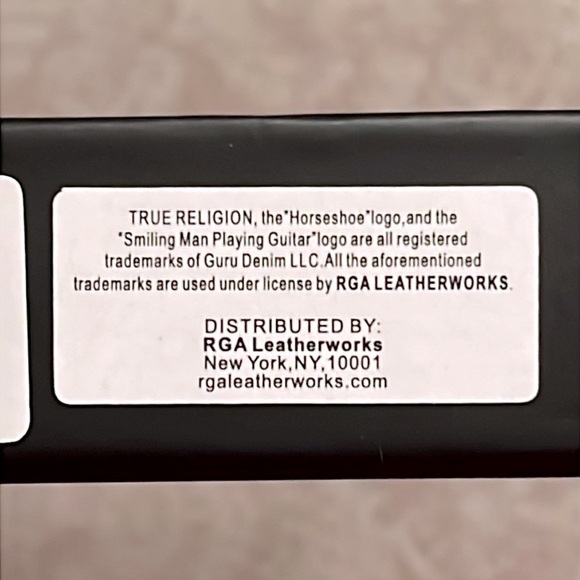 TRUE RELIGION, the"Horseshoe"logo,and the
"Smiling Man Playing Guitar"logo are all registered
trademarks of Guru Denim LLC.All the aforementioned
trademarks are used under license by RGA LEATHERWORKS.
DISTRIBUTED BY:
RGA Leatherworks
New York,NY,10001
rgaleatherworks.com